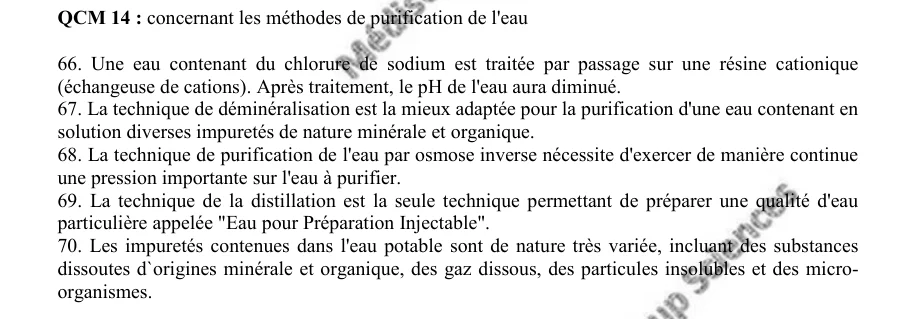 QCM 14 : concernant les méthodes de purification de l'eau
66. Une eau contenant du chlorure de sodium est traitée par passage sur une résine cationique
(échangeuse de cations). Après traitement, le pH de l'eau aura diminué.
67. La technique de déminéralisation est la mieux adaptée pour la purification d'une eau contenant en
solution diverses impuretés de nature minérale et organique.
68. La technique de purification de l'eau par osmose inverse nécessite d'exercer de manière continue
une pression importante sur l'eau à purifier.
69. La technique de la distillation est la seule technique permettant de préparer une qualité d'eau
particulière appelée "Eau pour Préparation Injectable".
70. Les impuretés contenues dans l'eau potable sont de nature très variée, incluant des substances
dissoutes d`origines minérale et organique, des gaz dissous, des particules insolubles et des micro-
organismes.